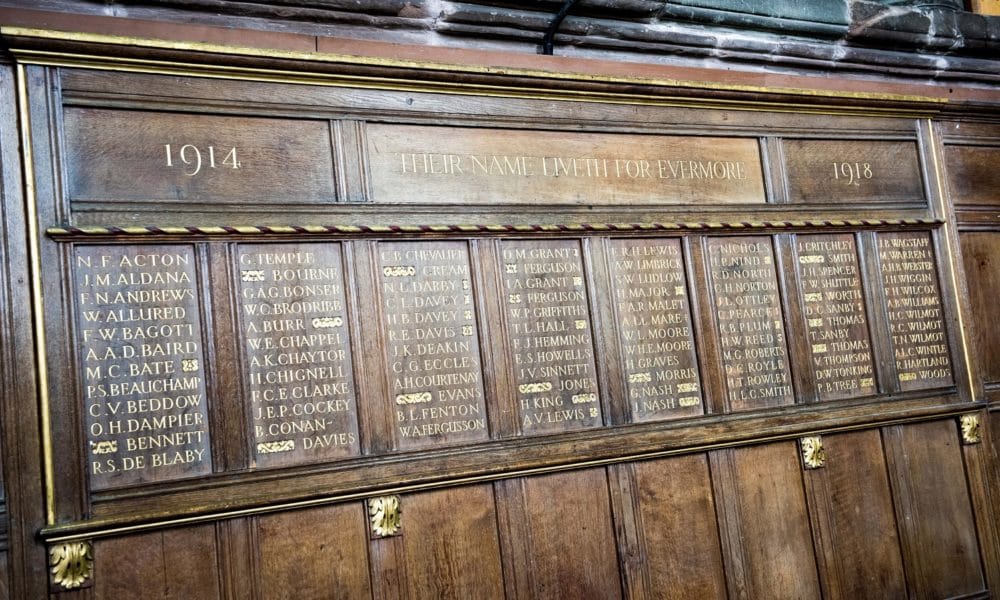 1914
THEIR NAME LIVETH FOR EVERMORE
1918
N. F. ACTON
J.M. ALDANA
F.N. ANDREWS
W. ALLURED
F.W. BAGOTT
A.A.D. BAIRD
M.C. BATE
P.S. BEAUCHAMP
C.V. BEDDOW
O.H. DAMPIER
BENNETT
R.S. DE BLABY
G. TEMPLE
BOURNE
G.A.G. BONSER
W.C. BRODRIBB
A. BURR
W.E. CHAPPEL
A.K. CHAYTOR
H. CHIGNELL
F.C.E. CLARKE
J.E.P. COCKEY
B. CONAN-
DAVIES
C.B. CHEVALIER
CREAM
N.L. DARBY
C.L. DAVEY
H.B. DAVEY
R.E. DAVIS
J.K. DEAKIN
C.G. ECCLES
A.H. COURTENAY
EVANS
B.L. FENTON
W.A. FERGUSSON
D.M. GRANT
FERGUSON
I.A. GRANT
FERGUSON
W.P. GRIFFITHS
T.L. HALL
F.J. HEMMING
E.S. HOWELLS
J.V. SINNETT
JONES
H. KING
A.V. LEWIS
F.R.H. LEWIS
A.W. LIMBRICK
H.G. LUDLOW
H. MAJOR
A.R. MALET
A.L.L. MARE
W.L. MOORE
W.H.E. MOORE
GRAVES
MORRIS
G. NASH
J. NASH
C. NICHOLS
P.R. NIND
R.D. NORTH
C.H. NORTON
J.L. OTTLEY
C. PEARCE
R.B. PLUM
H.W. REED
M.G. ROBERTS
D.G. ROYLE
H.T. ROWLEY
H.L.G. SMITH
J. CRITCHLEY
SMITH
J.H. SPENCER
P.W. SHUTTLE
WORTH
D.C. SANBY
THOMAS
SANBY
THOMAS
V. THOMPSON
D.W. TONKING
P.B. TREE
J.B. WAGSTAFF
M. WARREN
A.H.R. WEBSTER
J.H. WIGGIN
F.H. WILCOX
A.B. WILLIAMS
H.C. WILMOT
R.C. WILMOT
T.N. WILMOT
A.L.C. WINTLE
R. HARTLAND
WOODS